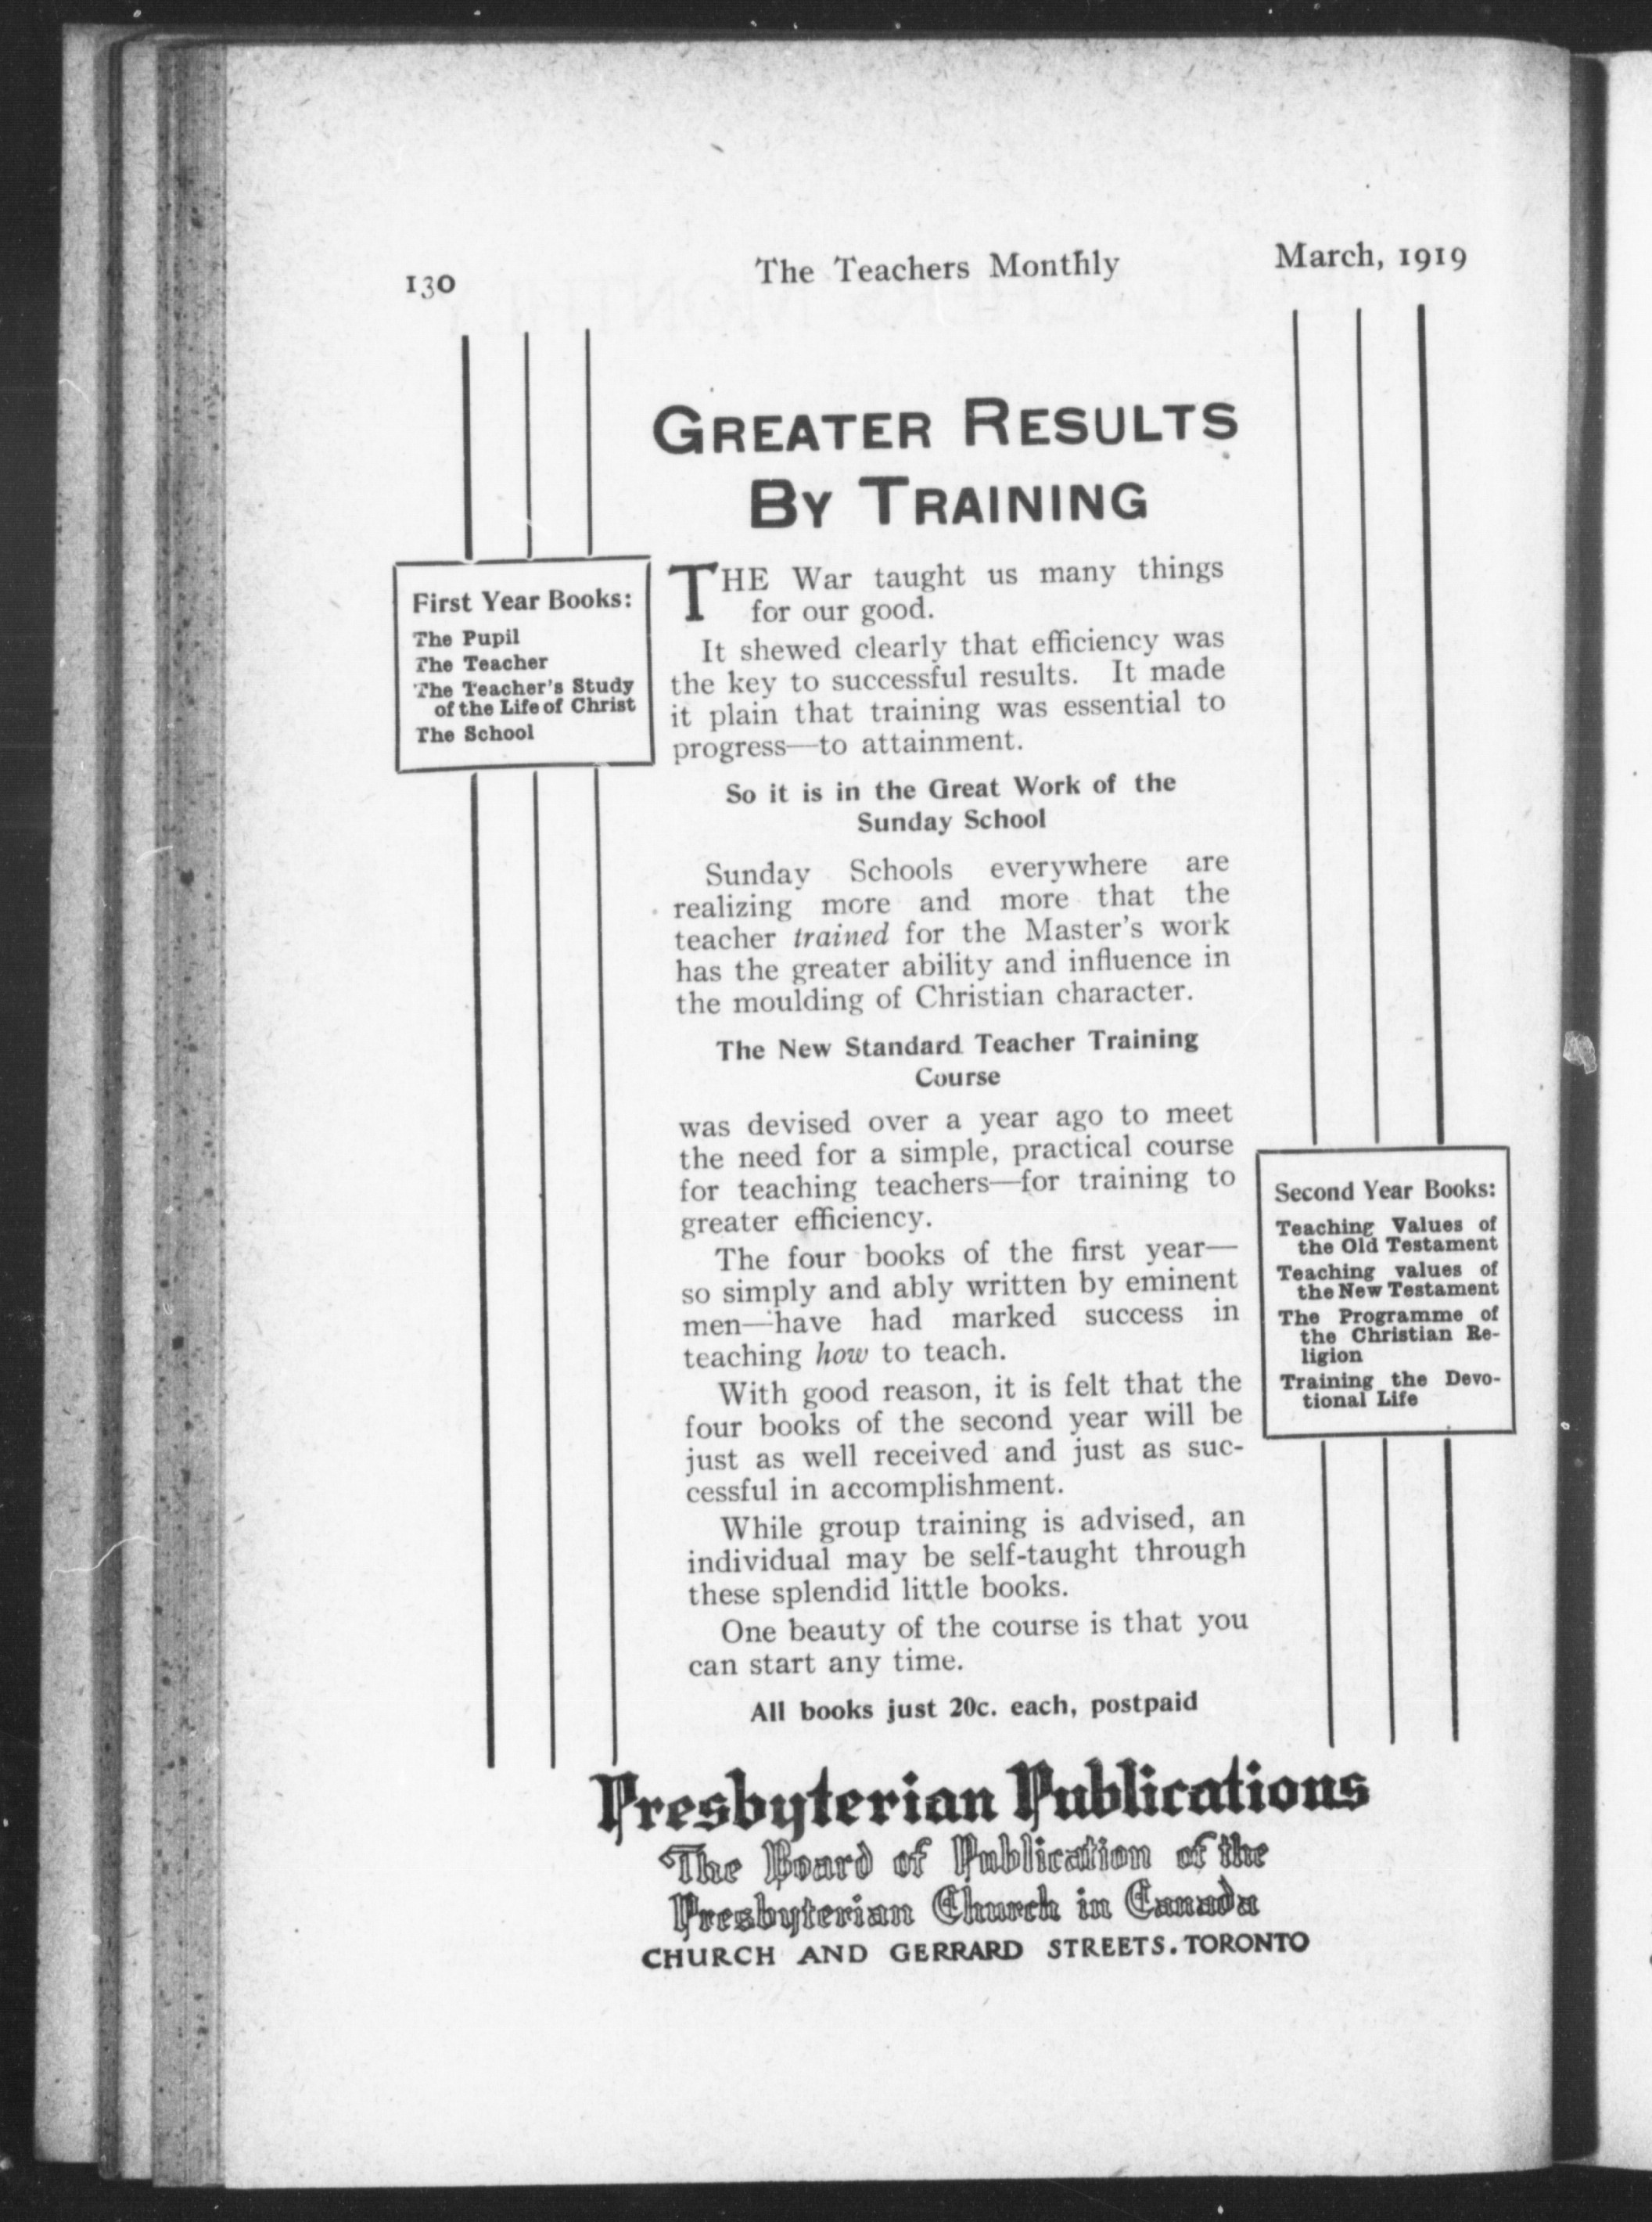 130 The Teachers Monthly March, 1919
GREATER RESULTS
BY TRAINING
First Year Books:
The Pupil
The Teacher
The Teacher's Study
of the Life of Christ
The School
THE War taught us many things
for our good.
It shewed clearly that efficiency was
the key to successful results. It made
it plain that training was essential to
progress—to attainment.
So it is in the Great Work of the
Sunday School
Sunday Schools everywhere are
realizing more and more that the
teacher trained for the Master's work
has the greater ability and influence in
the moulding of Christian character.
The New Standard Teacher Training
Course
was devised over a year ago to meet
the need for a simple, practical course
for teaching teachers—for training to
greater efficiency.
The four books of the first year—
so simply and ably written by eminent
men—have had marked success in
teaching how to teach.
With good reason, it is felt that the
four books of the second year will be
just as well received and just as suc-
cessful in accomplishment.
While group training is advised, an
individual may be self-taught through
these splendid little books.
One beauty of the course is that you
can start any time.
All books just 20c. each, postpaid
Second Year Books:
Teaching Values of
the Old Testament
Teaching values of
the New Testament
The Programme of
the Christian Re-
ligion
Training the Devo-
tional Life
Presbyterian Publications
The Board of Publication of the
Presbyterian Church in Canada
CHURCH AND GERRARD STREETS. TORONTO